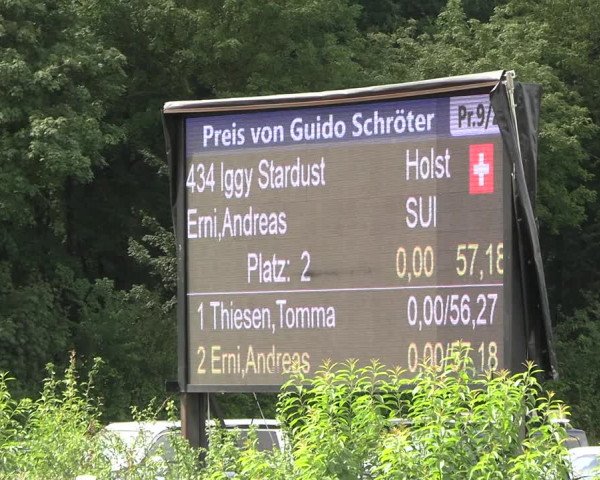 Preis von Guido Schröter Pr.9/
434 Iggy Stardust Holst
Erni,Andreas SUI
Platz: 2 0,00 57,18
1 Thiesen,Tomma 0,00/56,27
2 Erni,Andreas 0,00/57,18